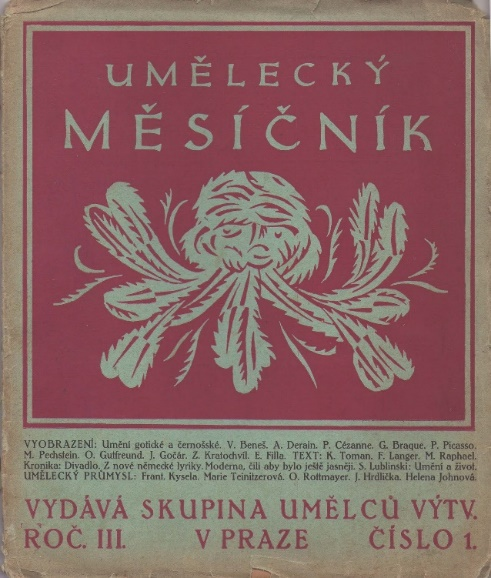 UMĚLECKÝ
MĚSÍČNÍK
VYOBRAZENÍ: Umění gotické a černošské. V. Beneš. A. Derain. P. Cézanne. G. Braque. P. Picasso.
M. Pechstein. O. Gutfreund. J. Gočár. Z. Kratochvíl. E. Filla. TEXT: K. Toman. F. Langer. M. Raphael.
Kronika: Divadlo. Z nové německé lyriky. Moderna, čili aby bylo ještě jasněji. S. Lublinski: Umění a život.
UMĚLECKÝ PRŮMYSL: Frant. Kysela. Marie Teinitzerová. O. Rottmayer. J. Hrdlička. Helena Johnová.
VYDÁVÁ SKUPINA UMĚLCŮ VÝTV.
ROČ. III. V PRAZE ČÍSLO 1.